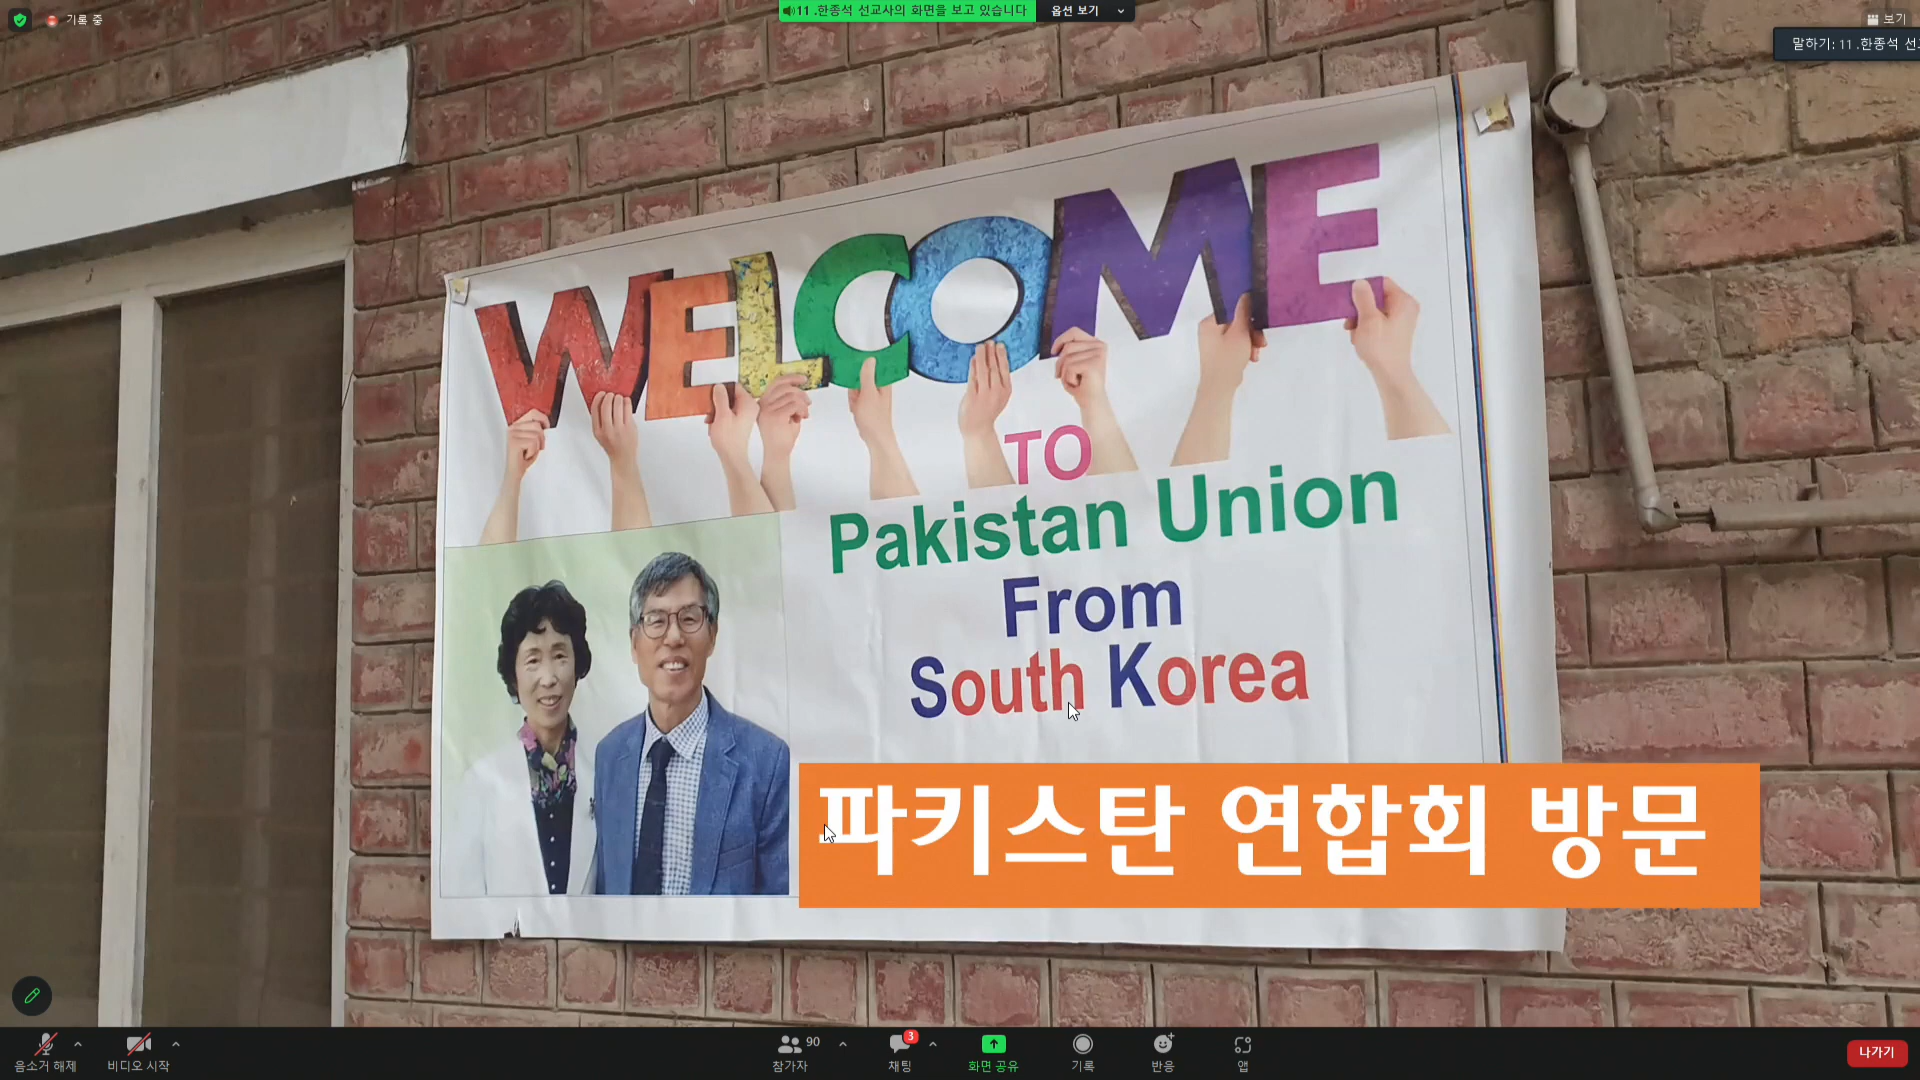 기록 중
11 .한종석 선교사의 화면을 보고 있습니다
옵션 보기
보기
말하기: 11 .한종석 선교
WELCOME
TO
Pakistan Union
From
South Korea
파키스탄 연합회 방문
음소거 해제
비디오 시작
90
참가자
3
채팅
화면 공유
기록
반응
앱
나가기